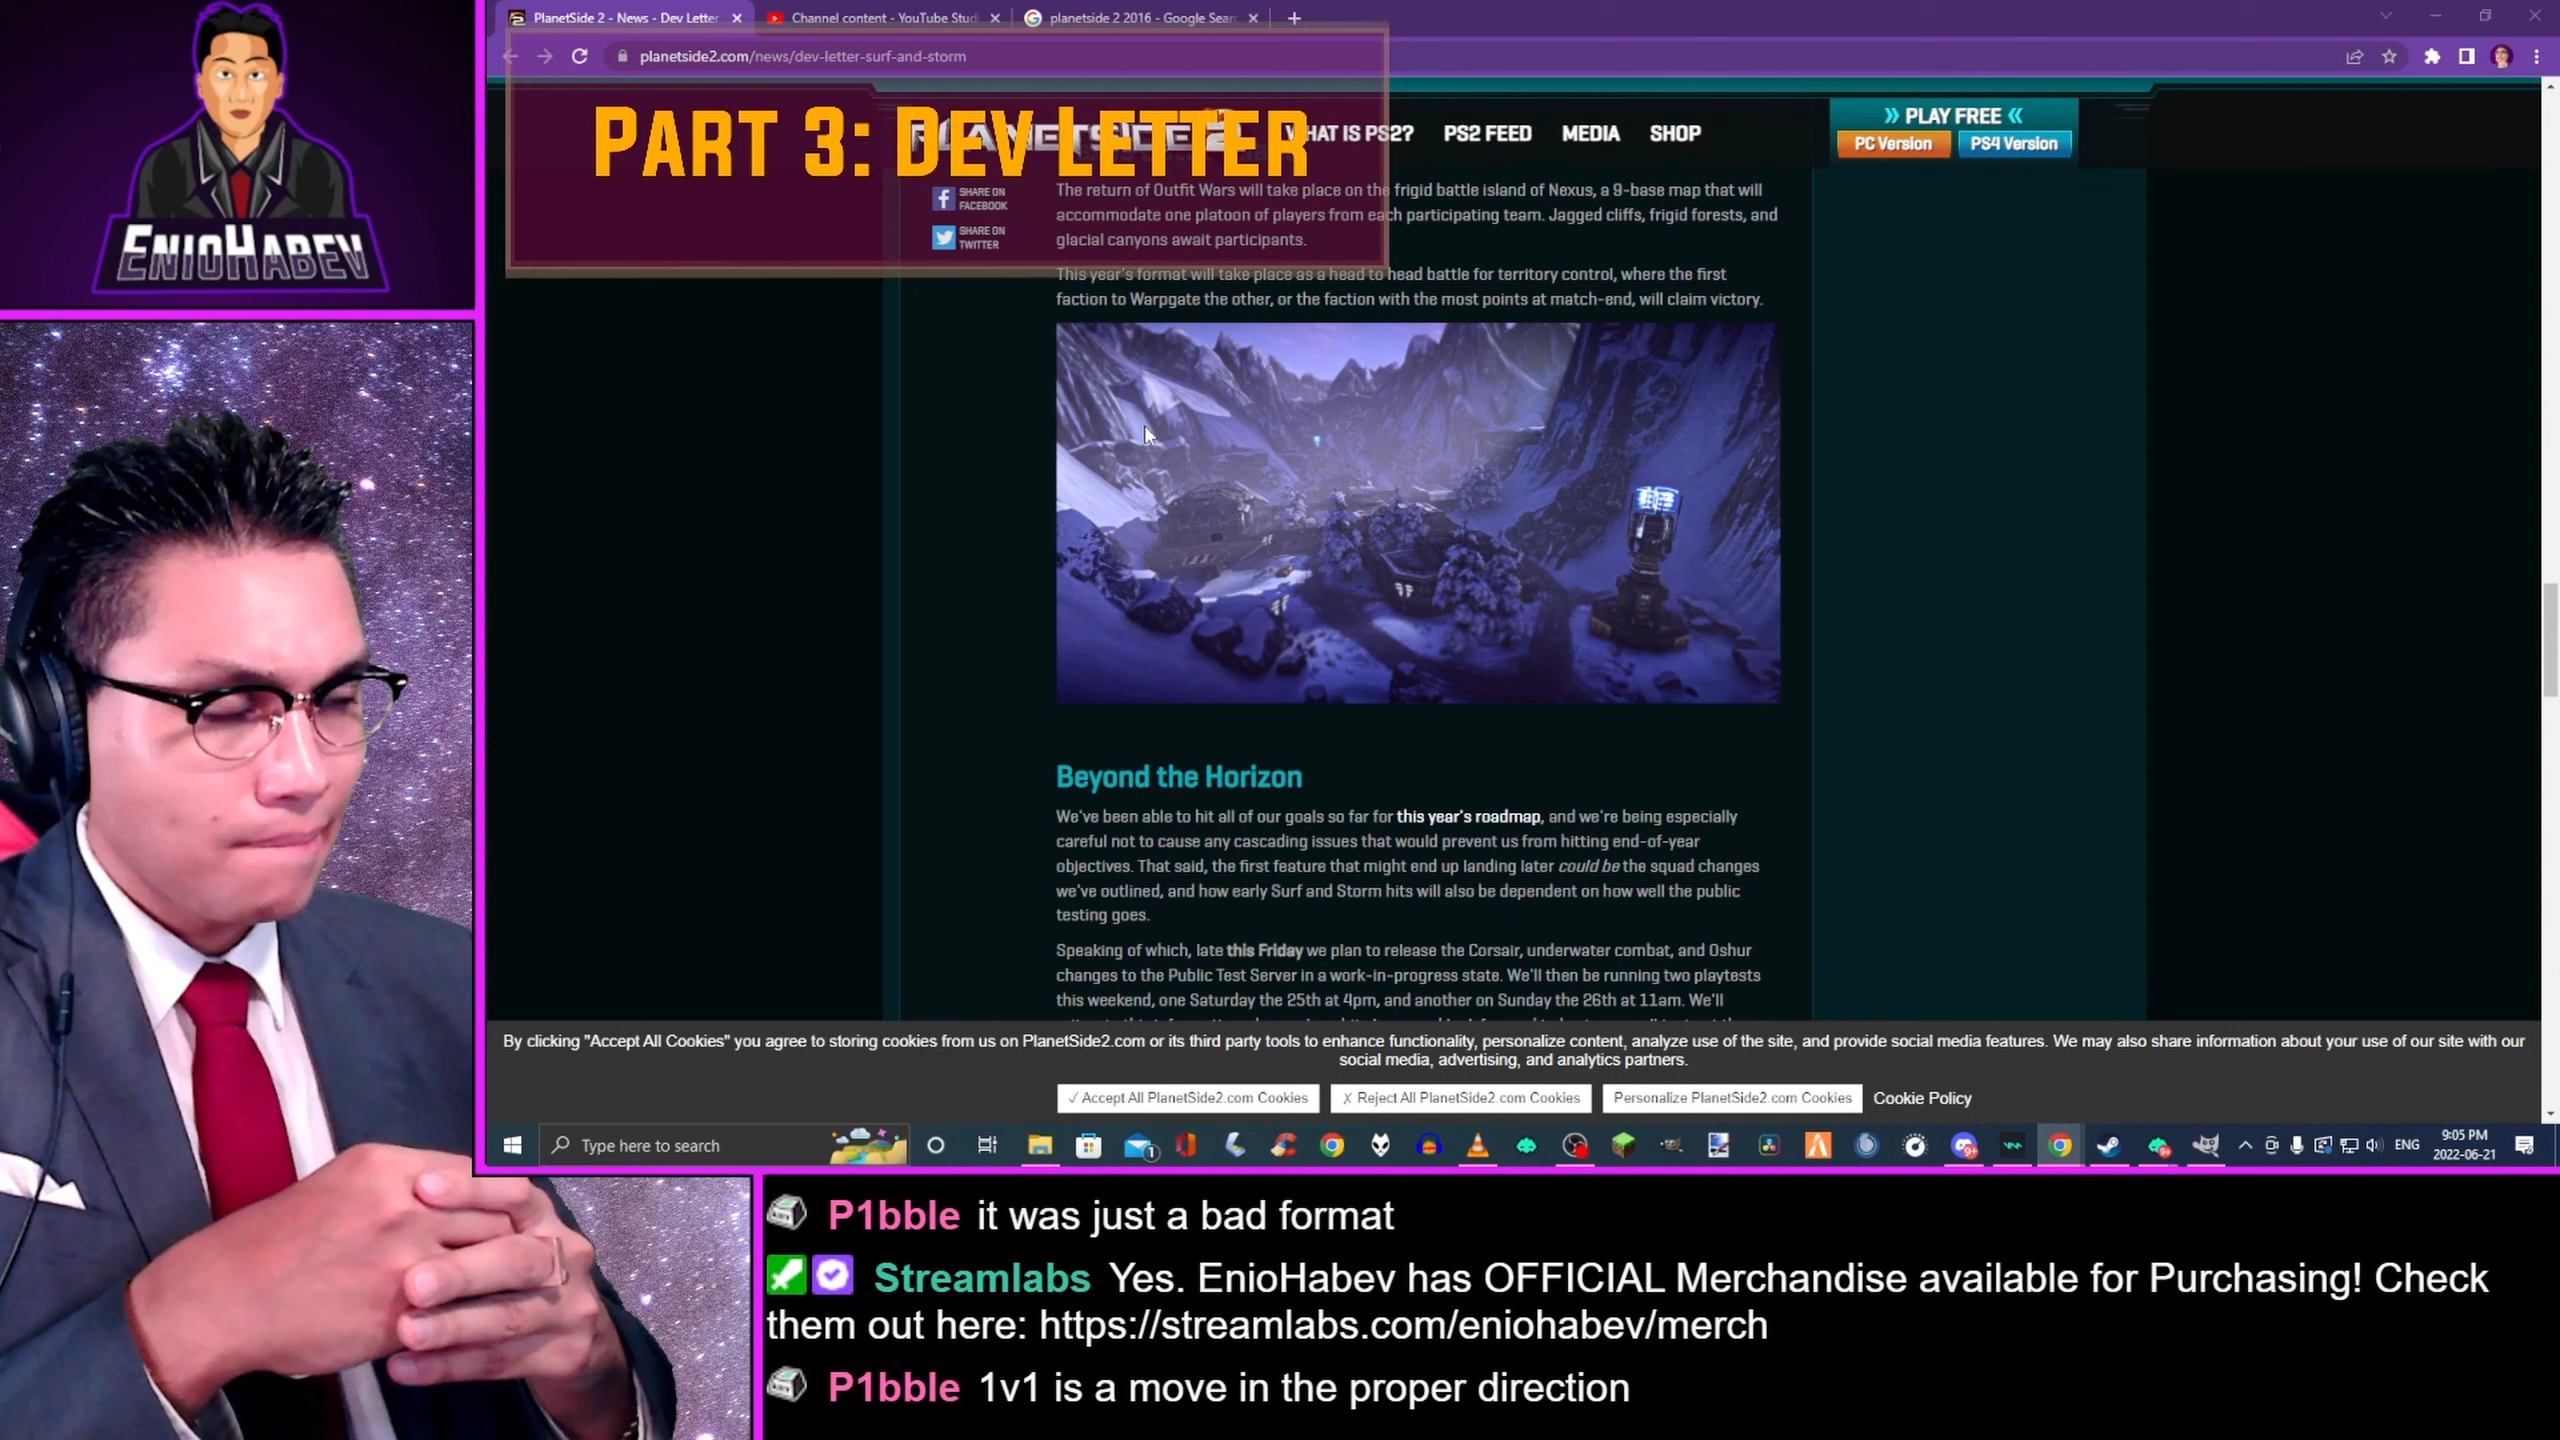 PlanetSide 2 - News - Dev Letter
Channel content - YouTube Stud
planetside 2 2016 - Google Sear
planetside2.com/news/dev-letter-surf-and-storm
ENIOHABEV
PART 3: DEV LETTER
WHAT IS PS2?
PS2 FEED
MEDIA
SHOP
PLAY FREE
PC Version
PS4 Version
SHARE ON
FACEBOOK
SHARE ON
TWITTER
The return of Outfit Wars will take place on the frigid battle island of Nexus, a 9-base map that will
accommodate one platoon of players from each participating team. Jagged cliffs, frigid forests, and
glacial canyons await participants.
This year's format will take place as a head to head battle for territory control, where the first
faction to Warpgate the other, or the faction with the most points at match-end, will claim victory.
Beyond the Horizon
We've been able to hit all of our goals so far for this year's roadmap, and we're being especially
careful not to cause any cascading issues that would prevent us from hitting end-of-year
objectives. That said, the first feature that might end up landing later could be the squad changes
we've outlined, and how early Surf and Storm hits will also be dependent on how well the public
testing goes.
Speaking of which, late this Friday we plan to release the Corsair, underwater combat, and Oshur
changes to the Public Test Server in a work-in-progress state. We'll then be running two playtests
this weekend, one Saturday the 25th at 4pm, and another on Sunday the 26th at 11am. We'll
By clicking "Accept All Cookies" you agree to storing cookies from us on PlanetSide2.com or its third party tools to enhance functionality, personalize content, analyze use of the site, and provide social media features. We may also share information about your use of our site with our
social media, advertising, and analytics partners.
✓ Accept All PlanetSide2.com Cookies
X Reject All PlanetSide2.com Cookies
Personalize PlanetSide2.com Cookies
Cookie Policy
Type here to search
ENG
9:05 PM
2022-06-21
P1bble it was just a bad format
Streamlabs Yes. EnioHabev has OFFICIAL Merchandise available for Purchasing! Check
them out here: https://streamlabs.com/eniohabev/merch
P1bble 1v1 is a move in the proper direction